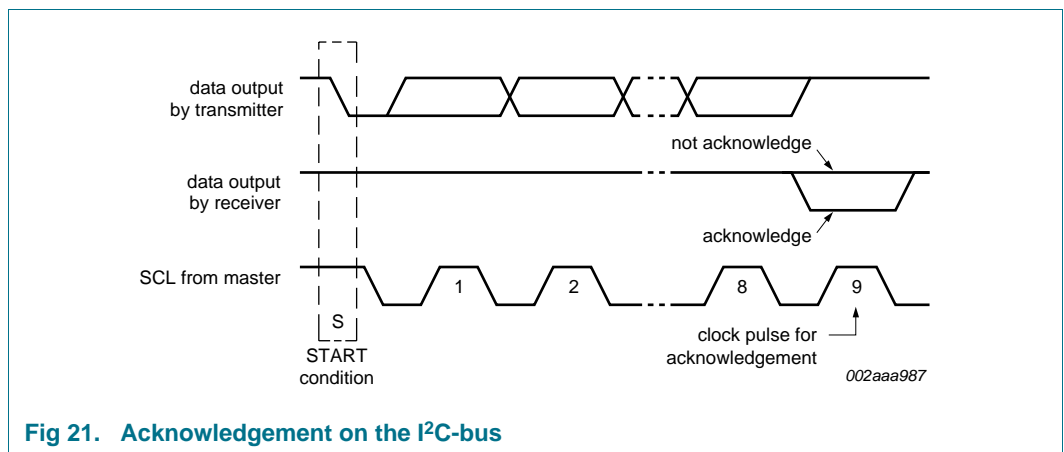 data output
by transmitter
not acknowledge
data output
by receiver
acknowledge
SCL from master
1
2
8
9
S
START
condition
clock pulse for
acknowledgement
002aaa987
Fig 21. Acknowledgement on the I²C-bus